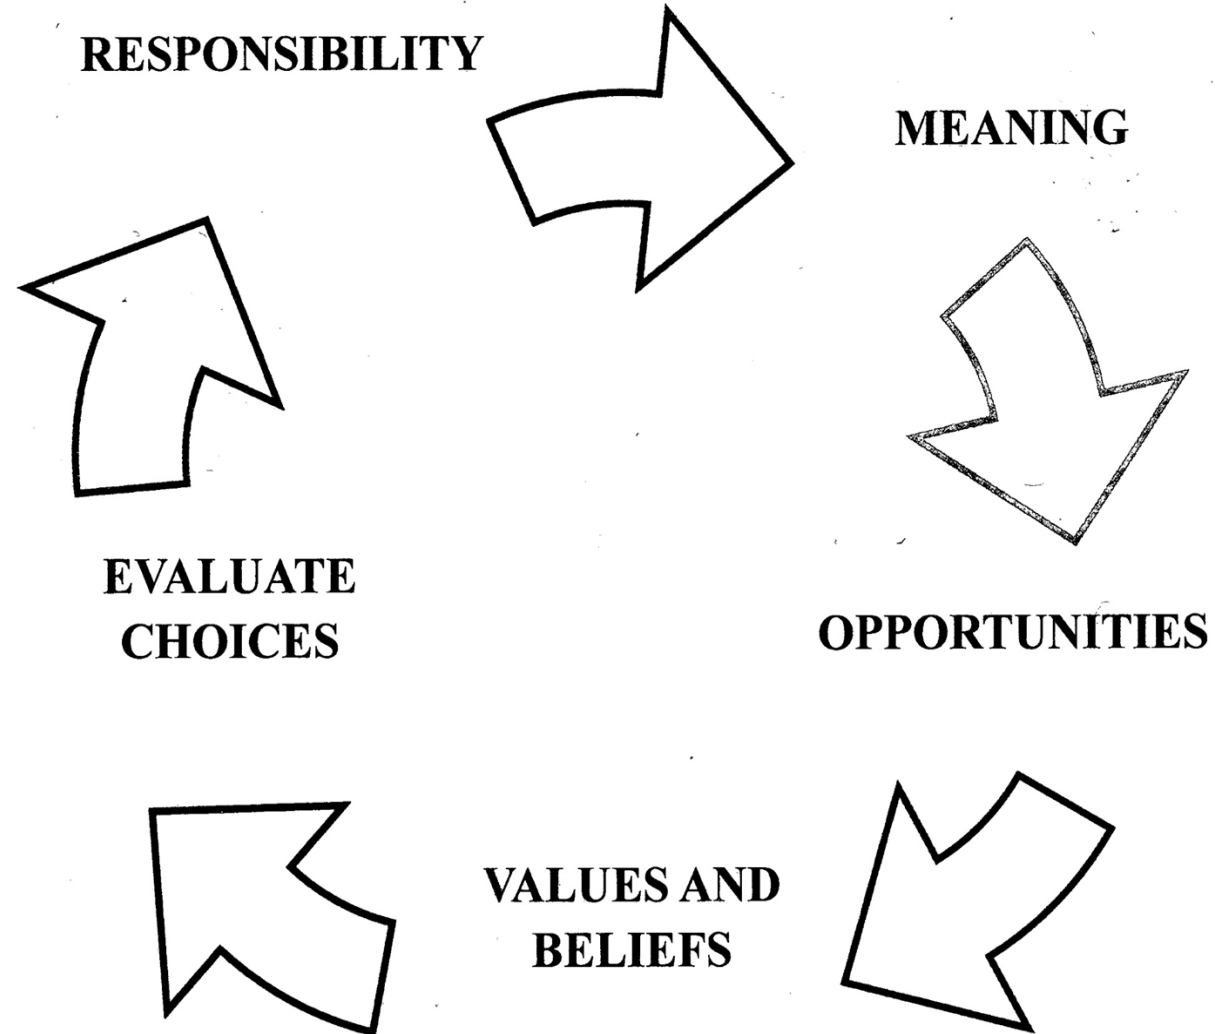 RESPONSIBILITY
MEANING
EVALUATE
CHOICES
OPPORTUNITIES
VALUES AND
BELIEFS